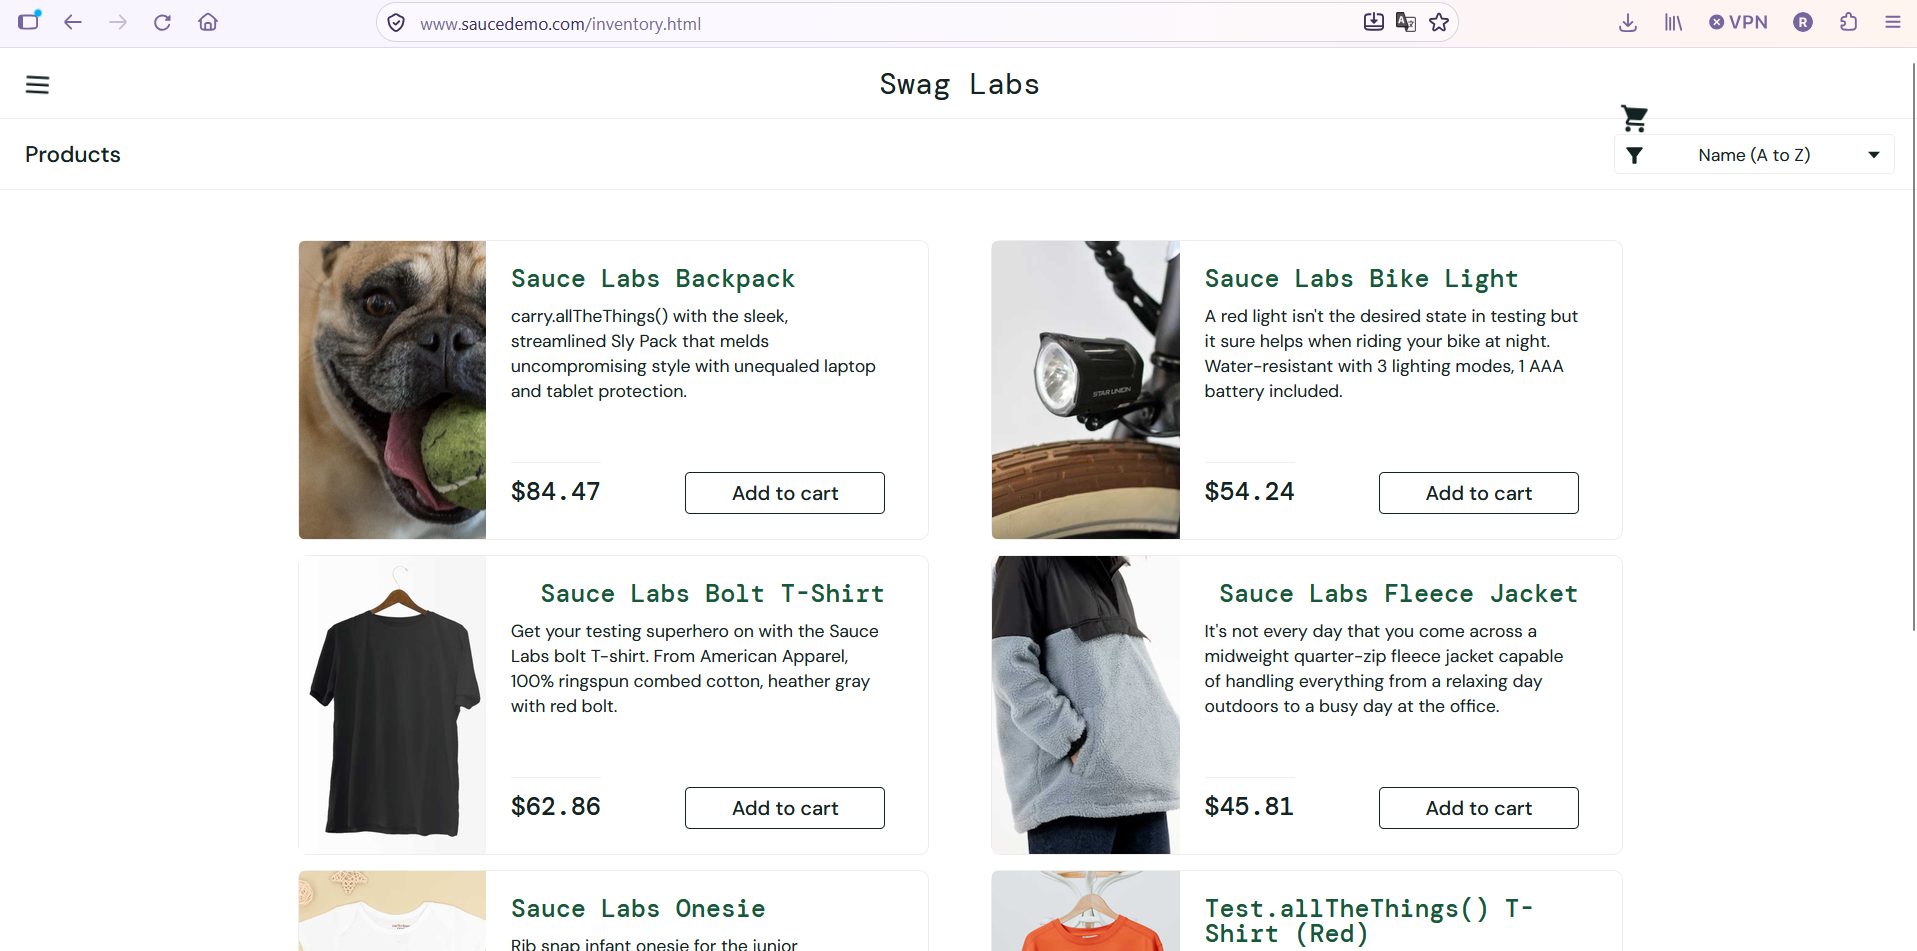 www.saucedemo.com/inventory.html
VPN
R
Swag Labs
Products
Name (A to Z)
Sauce Labs Backpack
carry.allTheThings() with the sleek,
streamlined Sly Pack that melds
uncompromising style with unequaled laptop
and tablet protection.
$84.47
Add to cart
Sauce Labs Bike Light
A red light isn't the desired state in testing but
it sure helps when riding your bike at night.
Water-resistant with 3 lighting modes, 1 AAA
battery included.
STAR UNION
$54.24
Add to cart
Sauce Labs Bolt T-Shirt
Get your testing superhero on with the Sauce
Labs bolt T-shirt. From American Apparel,
100% ringspun combed cotton, heather gray
with red bolt.
$62.86
Add to cart
Sauce Labs Fleece Jacket
It's not every day that you come across a
midweight quarter-zip fleece jacket capable
of handling everything from a relaxing day
outdoors to a busy day at the office.
$45.81
Add to cart
Sauce Labs Onesie
Rib snap infant onesie for the junior
Test.allTheThings() T-
Shirt (Red)